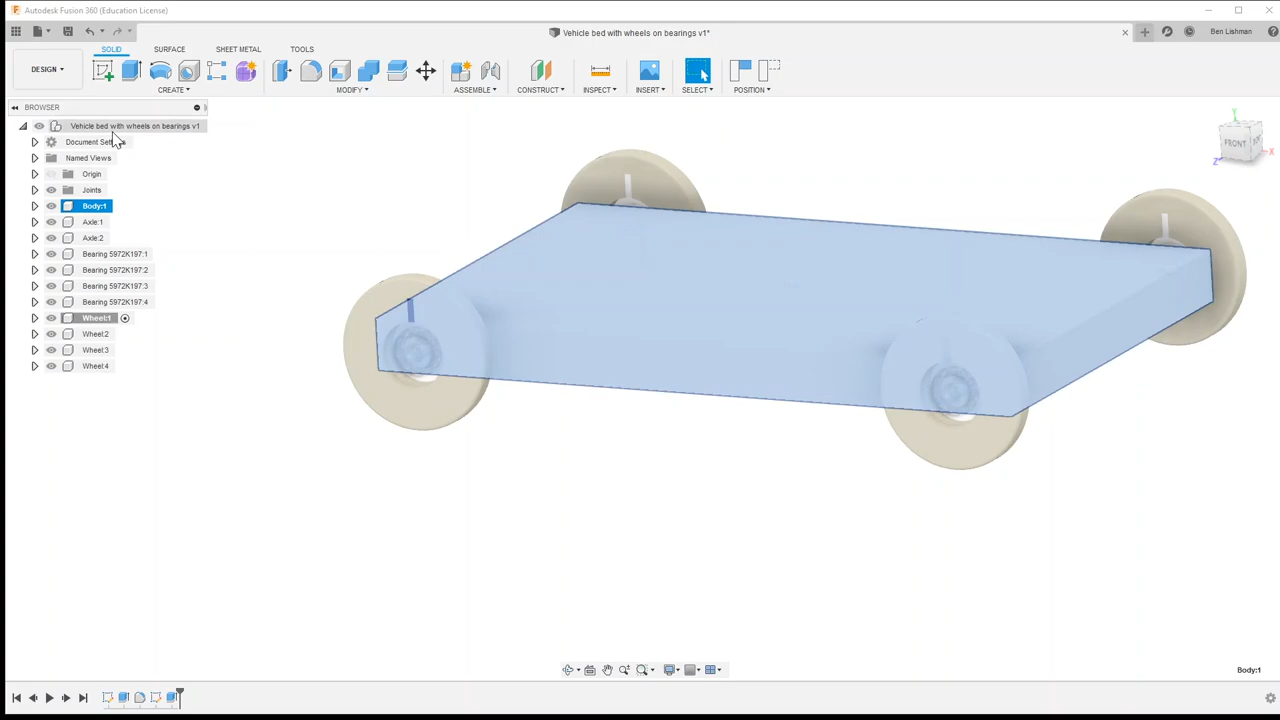 Autodesk Fusion 360 (Education License)
Vehicle bed with wheels on bearings v1*
Ben Lishman
DESIGN
SOLID SURFACE SHEET METAL TOOLS
CREATE MODIFY ASSEMBLE CONSTRUCT INSPECT INSERT SELECT POSITION
BROWSER
Vehicle bed with wheels on bearings v1
Document Set
Named Views
Origin
Joints
Body:1
Axle:1
Axle:2
Bearing 5972K197:1
Bearing 5972K197:2
Bearing 5972K197:3
Bearing 5972K197:4
Wheel:1
Wheel:2
Wheel:3
Wheel:4
Y
FRONT
X
Z
Body:1